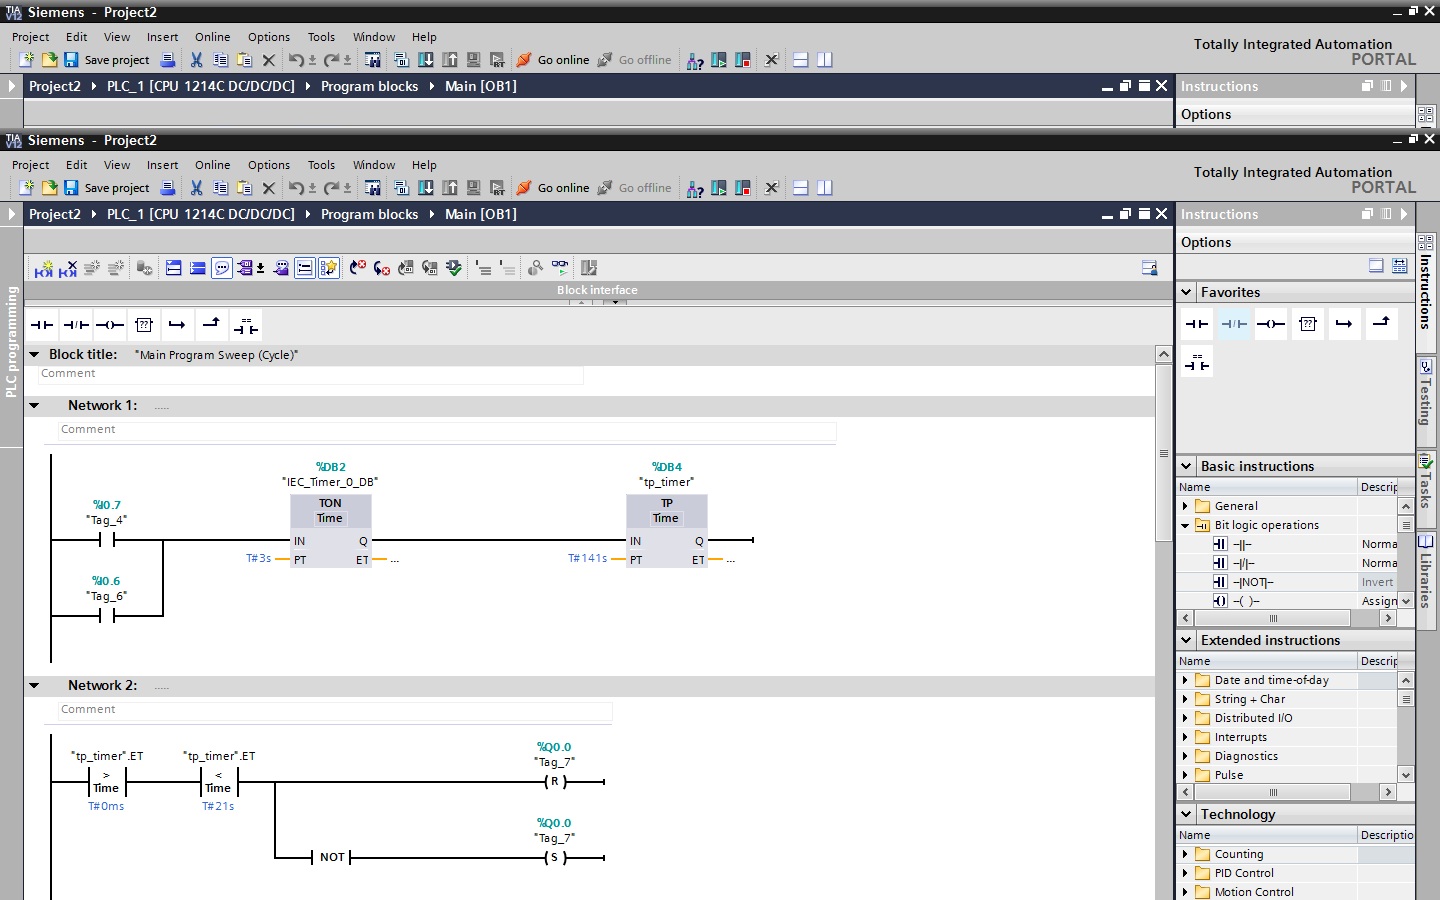 TIA V12 Siemens - Project2
Project Edit View Insert Online Options Tools Window Help
Totally Integrated Automation
PORTAL
Save project Go online Go offline
Project2 PLC_1 [CPU 1214C DC/DC/DC] Program blocks Main [OB1]
Instructions
Options
TIA V12 Siemens - Project2
Project Edit View Insert Online Options Tools Window Help
Totally Integrated Automation
PORTAL
Save project Go online Go offline
Project2 PLC_1 [CPU 1214C DC/DC/DC] Program blocks Main [OB1]
Instructions
Options
PLC programming
Block interface
Block title: "Main Program Sweep (Cycle)"
Comment
Network 1: .....
Comment
%DB2
"IEC_Timer_0_DB"
%DB4
"tp_timer"
%I0.7
"Tag_4"
TON
Time
TP
Time
IN Q
IN Q
T#3s PT ET ...
T#141s PT ET ...
%I0.6
"Tag_6"
Network 2: .....
Comment
"tp_timer".ET
"tp_timer".ET
%Q0.0
"Tag_7"
>
Time
<
Time
( R )
T#0ms
T#21s
%Q0.0
"Tag_7"
NOT
( S )
Favorites
??
Basic instructions
Name Descrip
General
Bit logic operations
-||- Norma
-|/|- Norma
-|NOT|- Invert
-( )- Assign
Extended instructions
Name Descrip
Date and time-of-day
String + Char
Distributed I/O
Interrupts
Diagnostics
Pulse
Technology
Name Descriptio
Counting
PID Control
Motion Control
Instructions
Testing
Tasks
Libraries